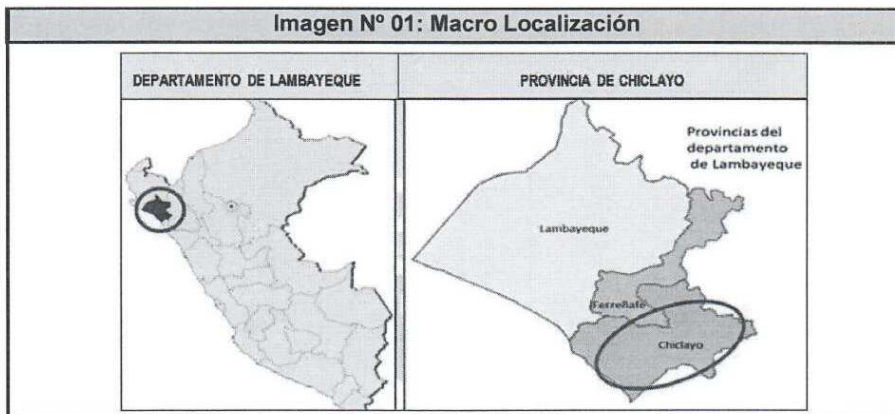 Imagen Nº 01: Macro Localización
DEPARTAMENTO DE LAMBAYEQUE
PROVINCIA DE CHICLAYO
Provincias del
departamento
de Lambayeque
Lambayeque
Ferreñafe
Chiclayo